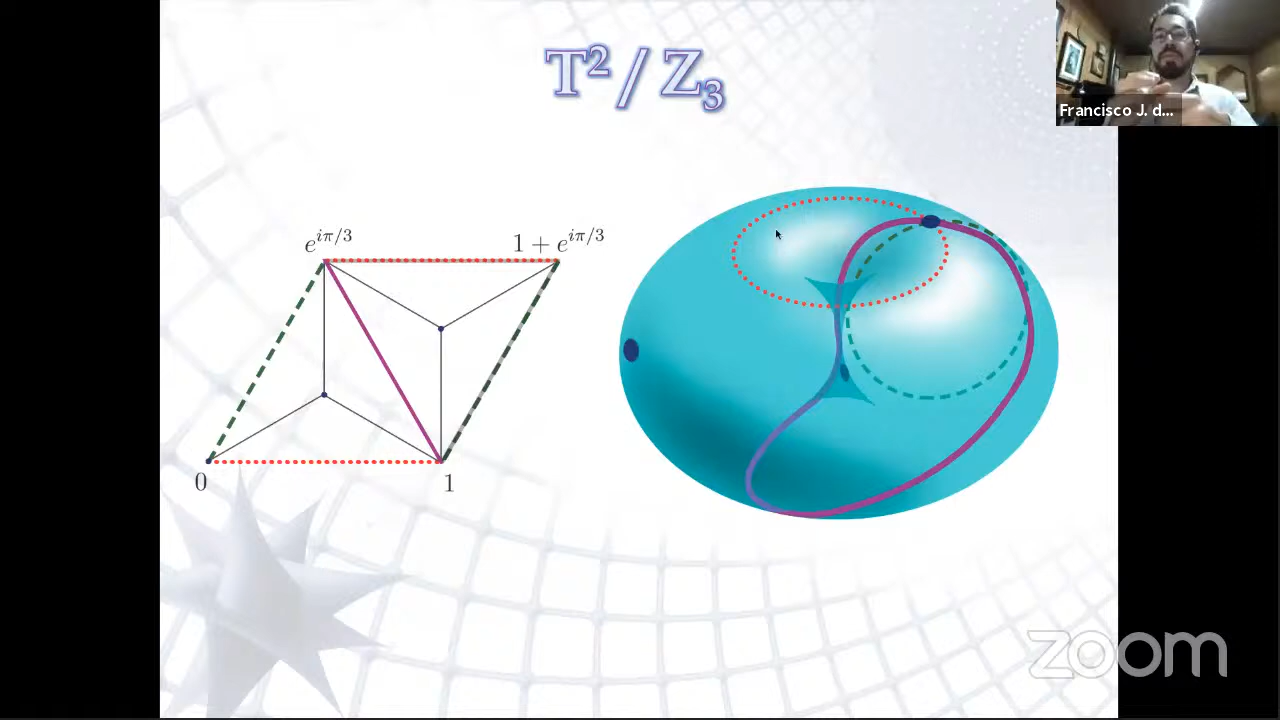 T² / Z₃
Francisco J. d...
e^{iπ/3}
1 + e^{iπ/3}
0
1
zoom